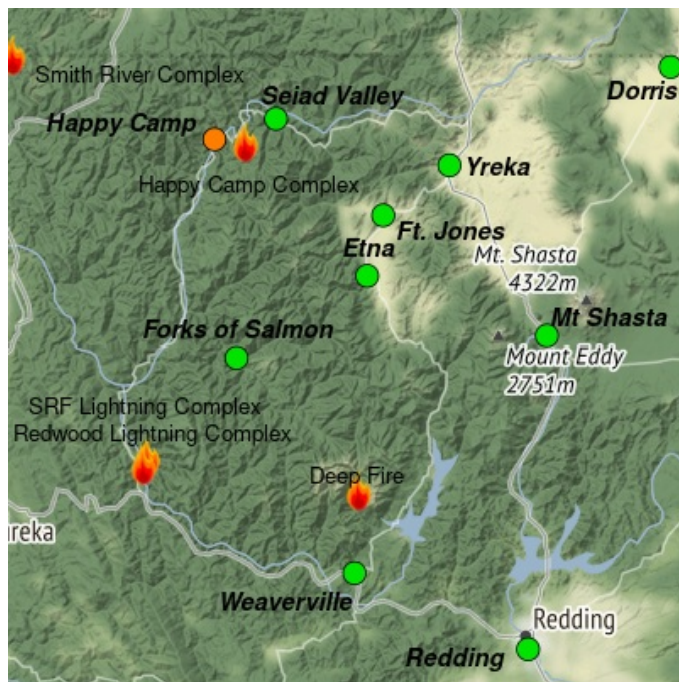 Smith River Complex
Dorris
Seiad Valley
Happy Camp
Yreka
Happy Camp Complex
Ft. Jones
Etna
Mt. Shasta
4322m
Mt Shasta
Forks of Salmon
Mount Eddy
2751m
SRF Lightning Complex
Redwood Lightning Complex
Deep Fire
ureka
Weaverville
Redding
Redding